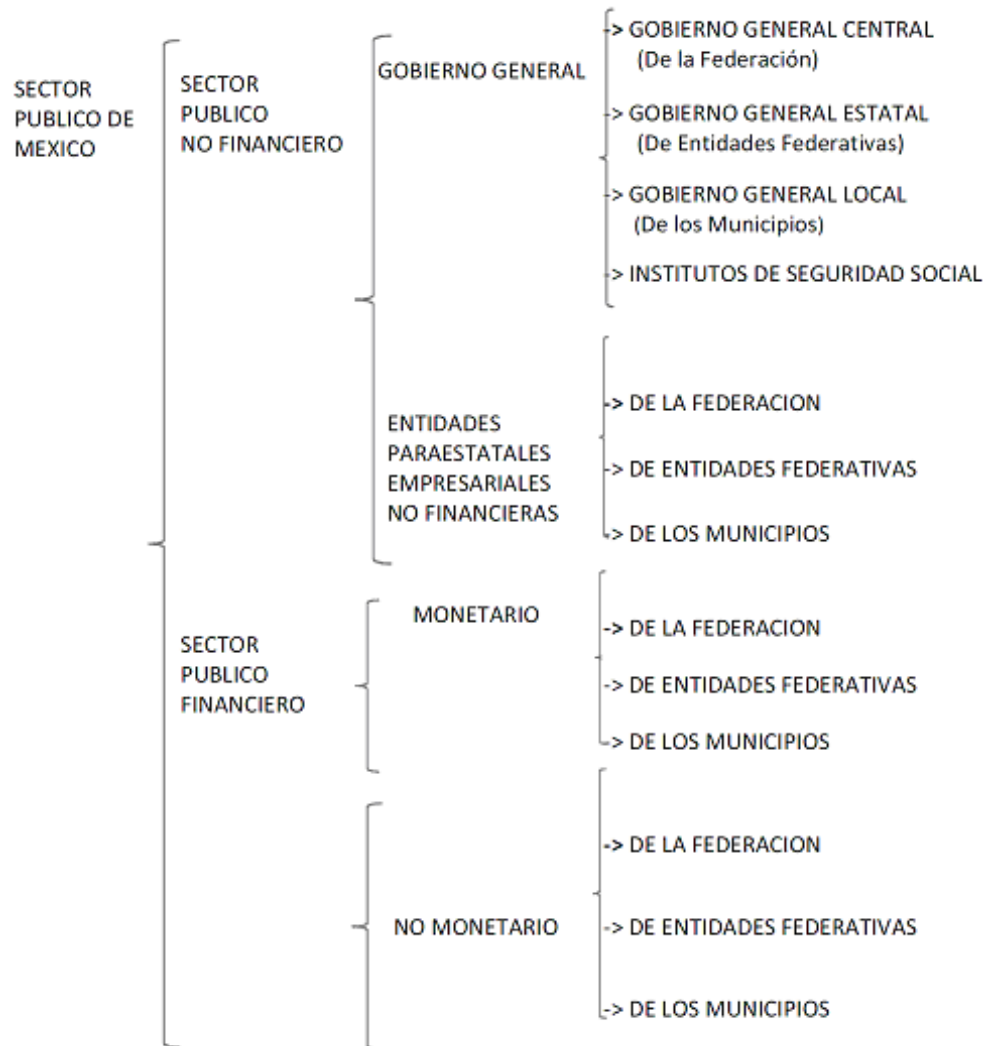 SECTOR
PUBLICO DE
MEXICO
SECTOR
PUBLICO
NO FINANCIERO
GOBIERNO GENERAL
-> GOBIERNO GENERAL CENTRAL
(De la Federación)
-> GOBIERNO GENERAL ESTATAL
(De Entidades Federativas)
-> GOBIERNO GENERAL LOCAL
(De los Municipios)
-> INSTITUTOS DE SEGURIDAD SOCIAL
ENTIDADES
PARAESTATALES
EMPRESARIALES
NO FINANCIERAS
-> DE LA FEDERACION
-> DE ENTIDADES FEDERATIVAS
-> DE LOS MUNICIPIOS
SECTOR
PUBLICO
FINANCIERO
MONETARIO
-> DE LA FEDERACION
-> DE ENTIDADES FEDERATIVAS
-> DE LOS MUNICIPIOS
NO MONETARIO
-> DE LA FEDERACION
-> DE ENTIDADES FEDERATIVAS
-> DE LOS MUNICIPIOS